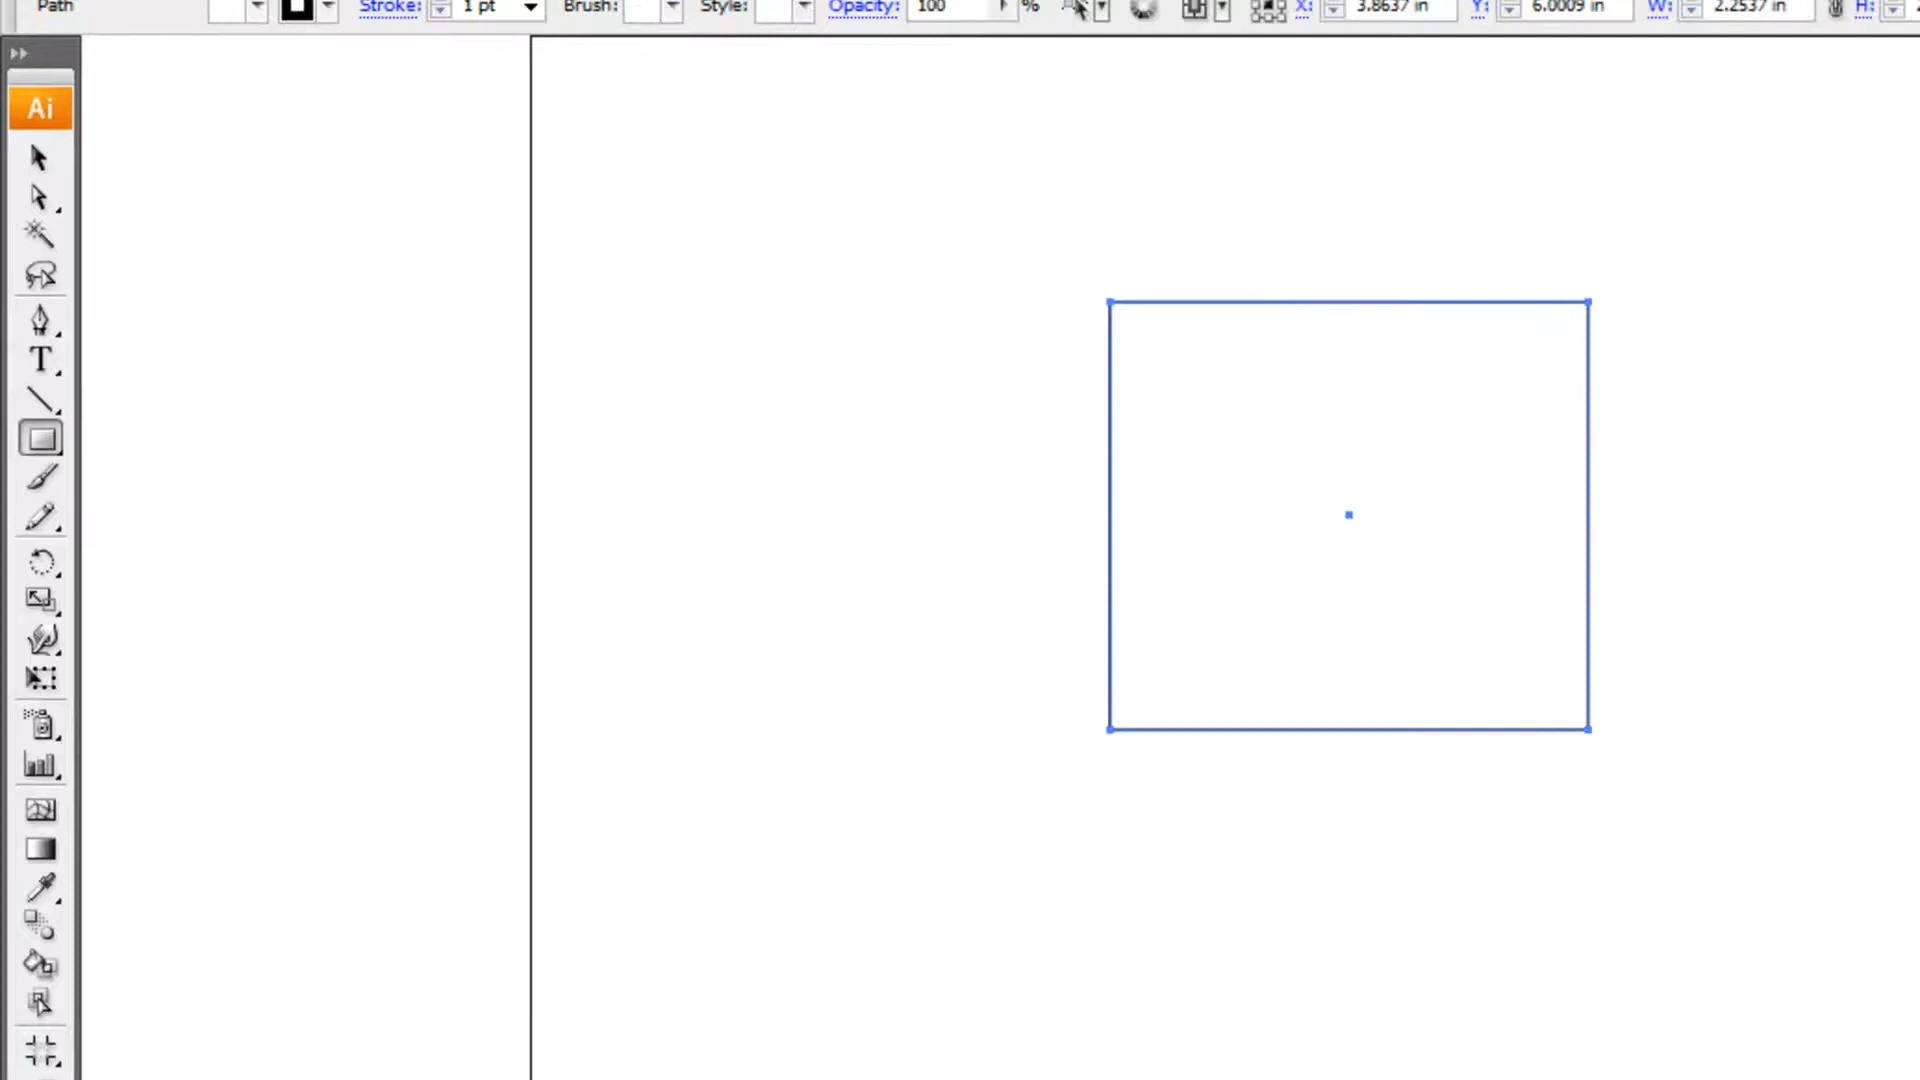 Path Stroke: 1 pt Brush: Style: Opacity: 100 % X: 3.8637 in Y: 6.0009 in W: 2.2537 in H:
Ai
T